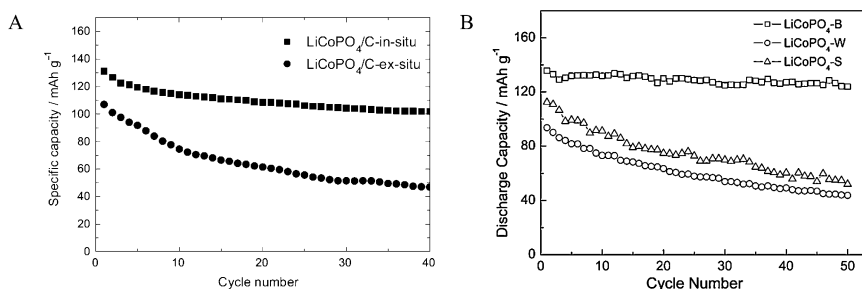 A
160
140
120
100
80
60
40
20
0
0 10 20 30 40
Specific capacity / mAh g-1
Cycle number
LiCoPO4/C-in-situ
LiCoPO4/C-ex-situ
B
160
120
80
40
0
0 10 20 30 40 50
Discharge Capacity / mAh g-1
Cycle Number
LiCoPO4-B
LiCoPO4-W
LiCoPO4-S